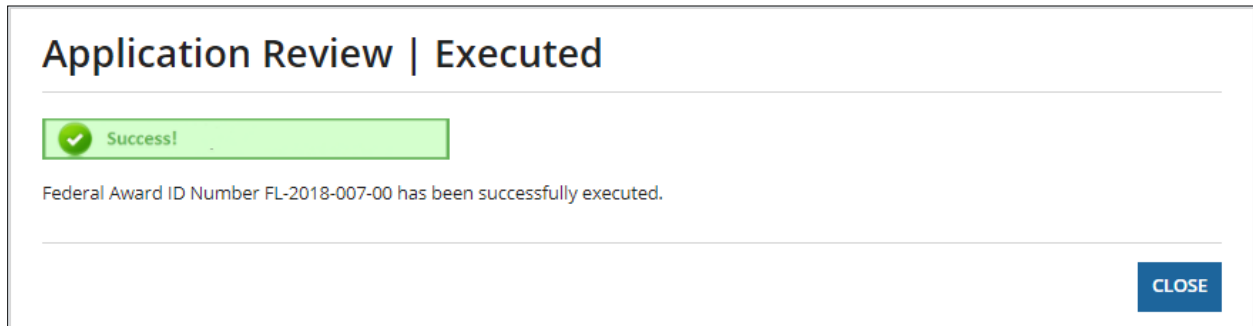 Application Review | Executed
Success!
Federal Award ID Number FL-2018-007-00 has been successfully executed.
CLOSE